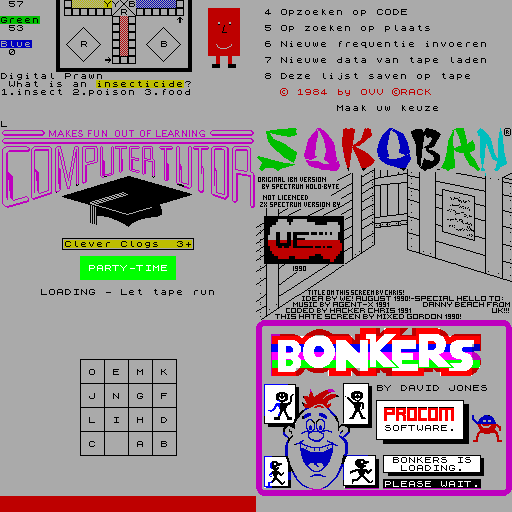 57
Green
53
Blue
0
YYXB
R
R
B
Digital Prawn
What is an insecticide?
1.insect 2.poison 3.food
L
4 Opzoeken op CODE
5 Op zoeken op plaats
6 Nieuwe frequentie invoeren
7 Nieuwe data van tape laden
8 Deze lijst saven op tape
© 1984 by OVV ©RACK
Maak uw keuze
MAKES FUN OUT OF LEARNING
COMPUTERTUTOR
Clever Clogs 3+
PARTY-TIME
LOADING - Let tape run
SOKOBAN®
ORIGINAL IBM VERSION
BY SPECTRUM HOLO-BYTE
NOT LICENCED
ZX SPECTRUM VERSION BY
WE!
1990
TITLE ON THIS SCREEN BY CHRIS!
IDEA BY WE! AUGUST 1990!-SPECIAL HELLO TO:
MUSIC BY AGENT-X 1991 DANNY BEACH FROM
CODED BY HACKER CHRIS 1991 UK!!!
THIS HATE SCREEN BY MIXED GORDON 1990!
O E M K
J N G F
L I H D
C A B
BONKERS
BY DAVID JONES
PROCOM
SOFTWARE.
BONKERS IS
LOADING.
PLEASE WAIT.